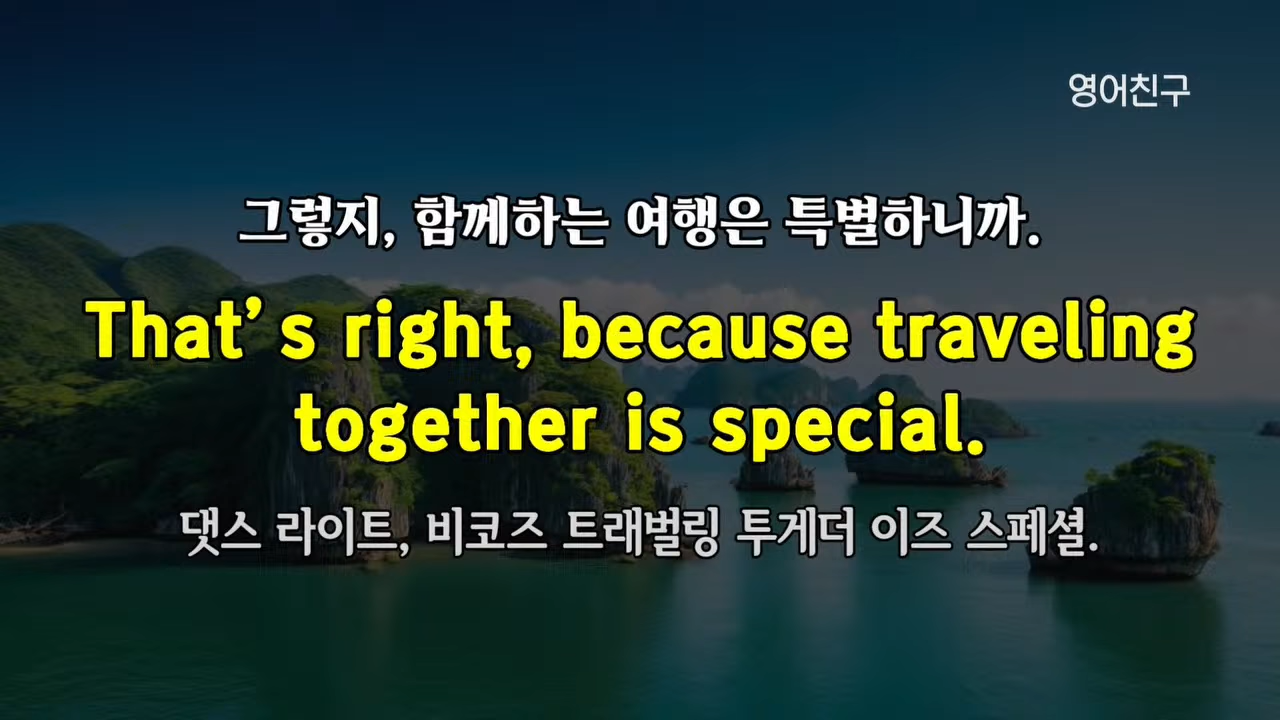 영어친구
그렇지, 함께하는 여행은 특별하니까.
That's right, because traveling
together is special.
댓스 라이트, 비코즈 트래벌링 투게더 이즈 스페셜.